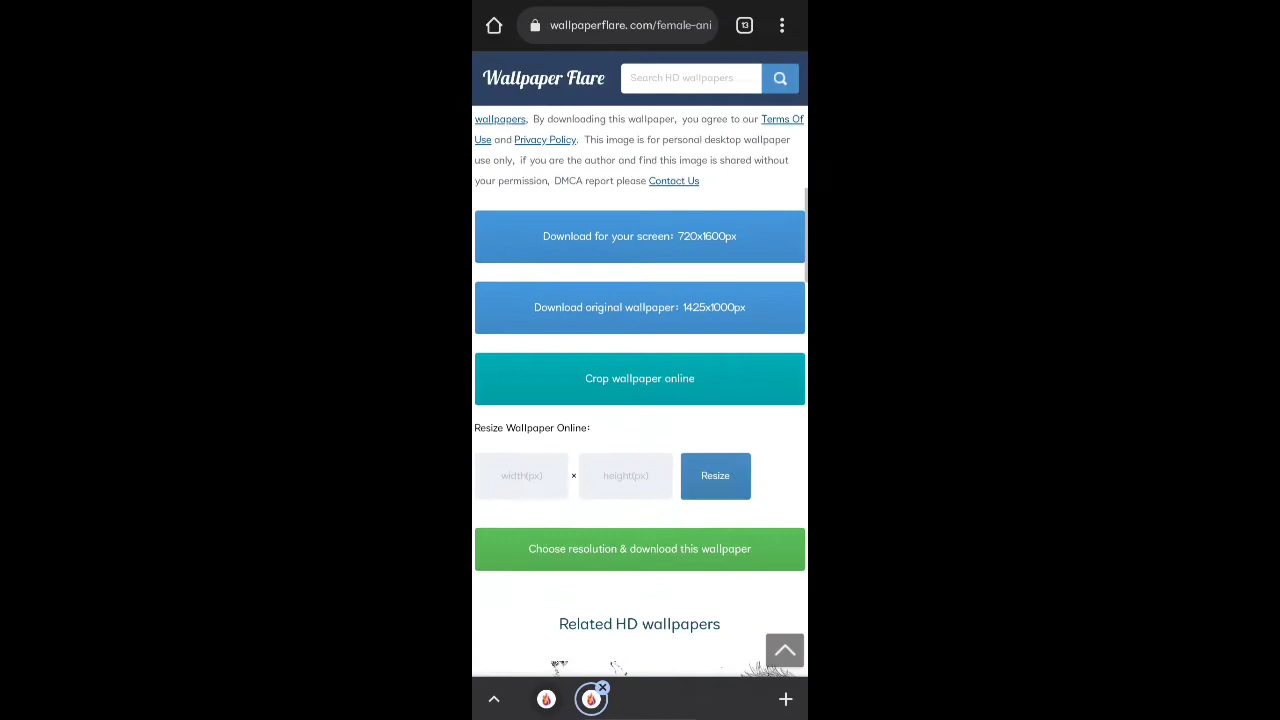 wallpaperflare.com/female-ani
13
Wallpaper Flare
Search HD wallpapers
wallpapers. By downloading this wallpaper, you agree to our Terms Of
Use and Privacy Policy. This image is for personal desktop wallpaper
use only, if you are the author and find this image is shared without
your permission, DMCA report please Contact Us
Download for your screen: 720x1600px
Download original wallpaper: 1425x1000px
Crop wallpaper online
Resize Wallpaper Online:
width(px) × height(px) Resize
Choose resolution & download this wallpaper
Related HD wallpapers